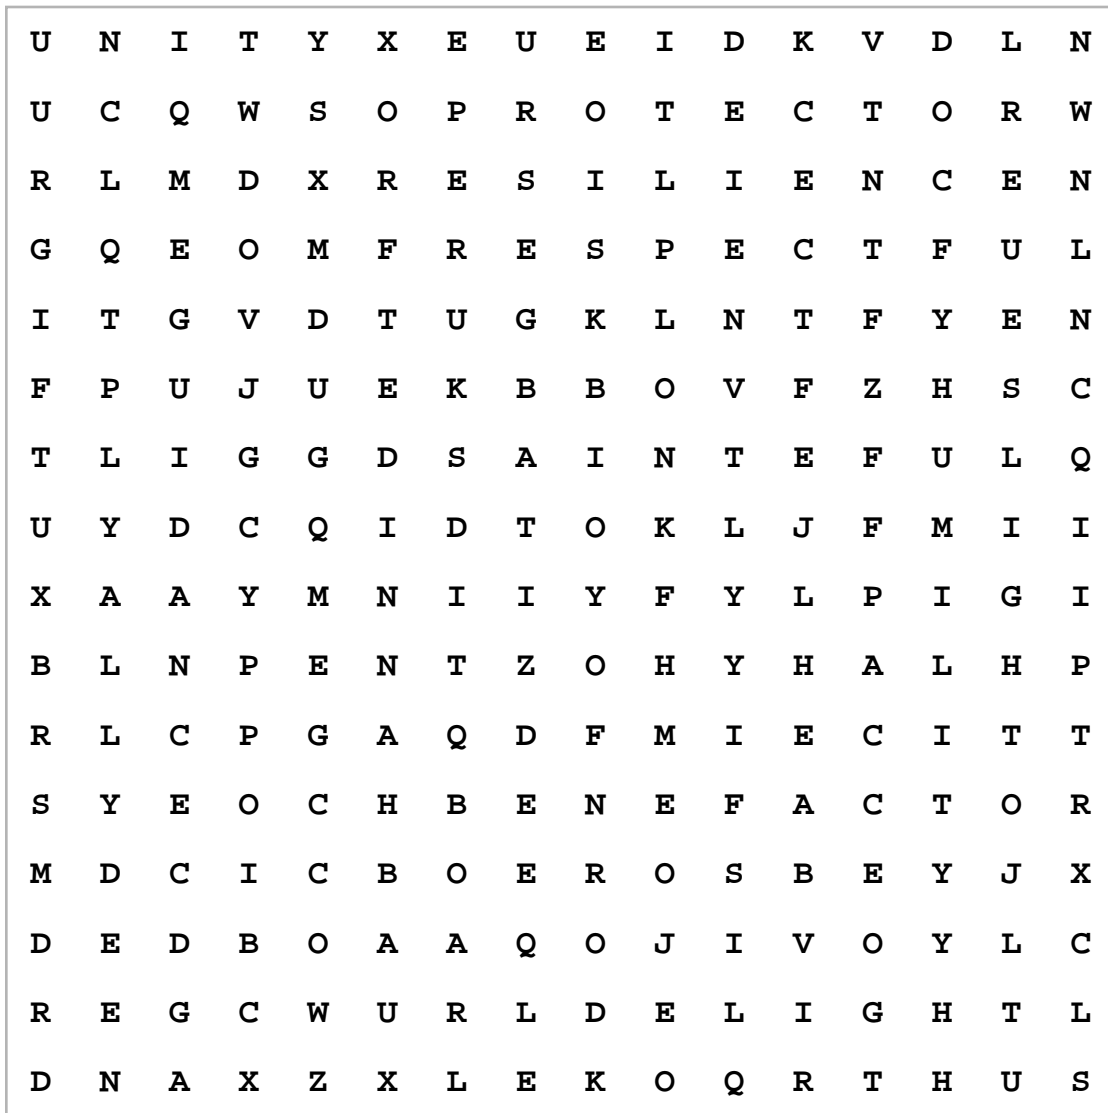 U N I T Y X E U E I D K V D L N
U C Q W S O P R O T E C T O R W
R L M D X R E S I L I E N C E N
G Q E O M F R E S P E C T F U L
I T G V D T U G K L N T F Y E N
F P U J U E K B B O V F Z H S C
T L I G G D S A I N T E F U L Q
U Y D C Q I D T O K L J F M I I
X A A Y M N I I Y F Y L P I G I
B L N P E N T Z O H Y H A L H P
R L C P G A Q D F M I E C I T T
S Y E O C H B E N E F A C T O R
M D C I C B O E R O S B E Y J X
D E D B O A A Q O J I V O Y L C
R E G C W U R L D E L I G H T L
D N A X Z X L E K O Q R T H U S